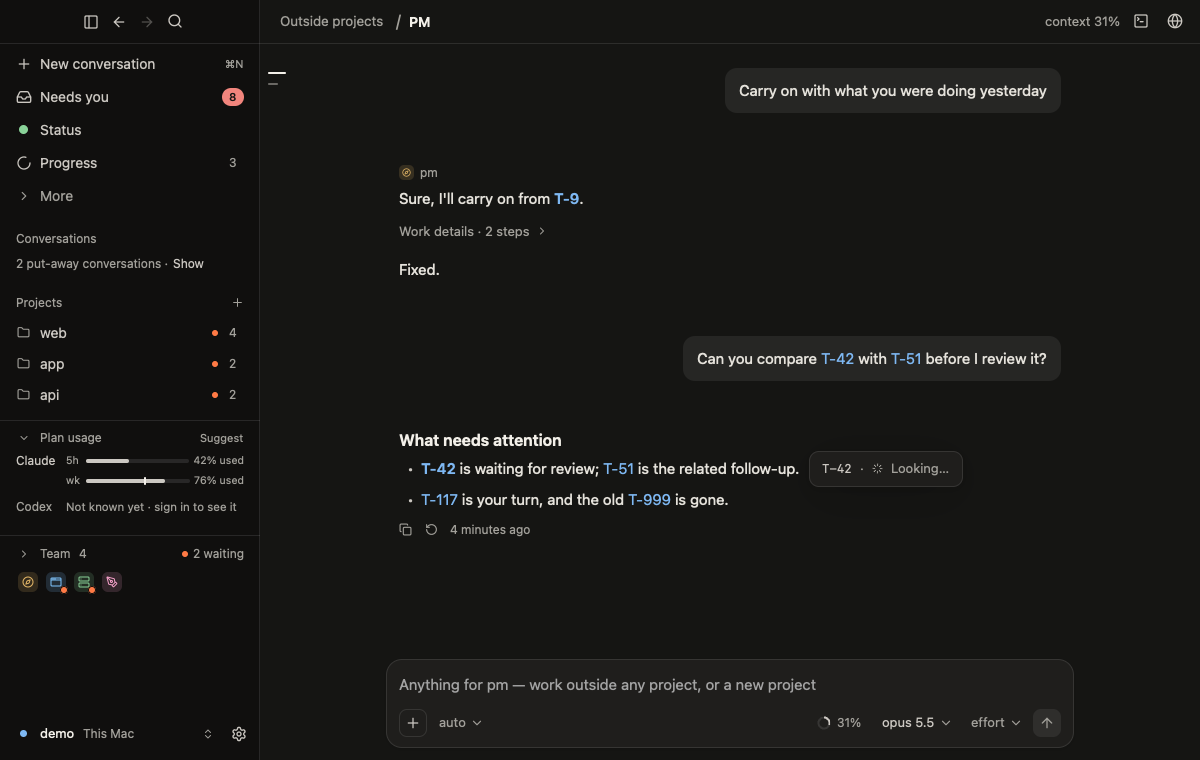 Outside projects / PM
context 31%
New conversation ⌘N
Needs you 8
Status
Progress 3
More
Conversations
2 put-away conversations · Show
Projects
web 4
app 2
api 2
Plan usage Suggest
Claude 5h 42% used
wk 76% used
Codex Not known yet · sign in to see it
Team 4 2 waiting
demo This Mac
Carry on with what you were doing yesterday
pm
Sure, I'll carry on from T-9.
Work details · 2 steps
Fixed.
Can you compare T-42 with T-51 before I review it?
What needs attention
• T-42 is waiting for review; T-51 is the related follow-up.
T–42 · Looking…
• T-117 is your turn, and the old T-999 is gone.
4 minutes ago
Anything for pm — work outside any project, or a new project
auto 31% opus 5.5 effort